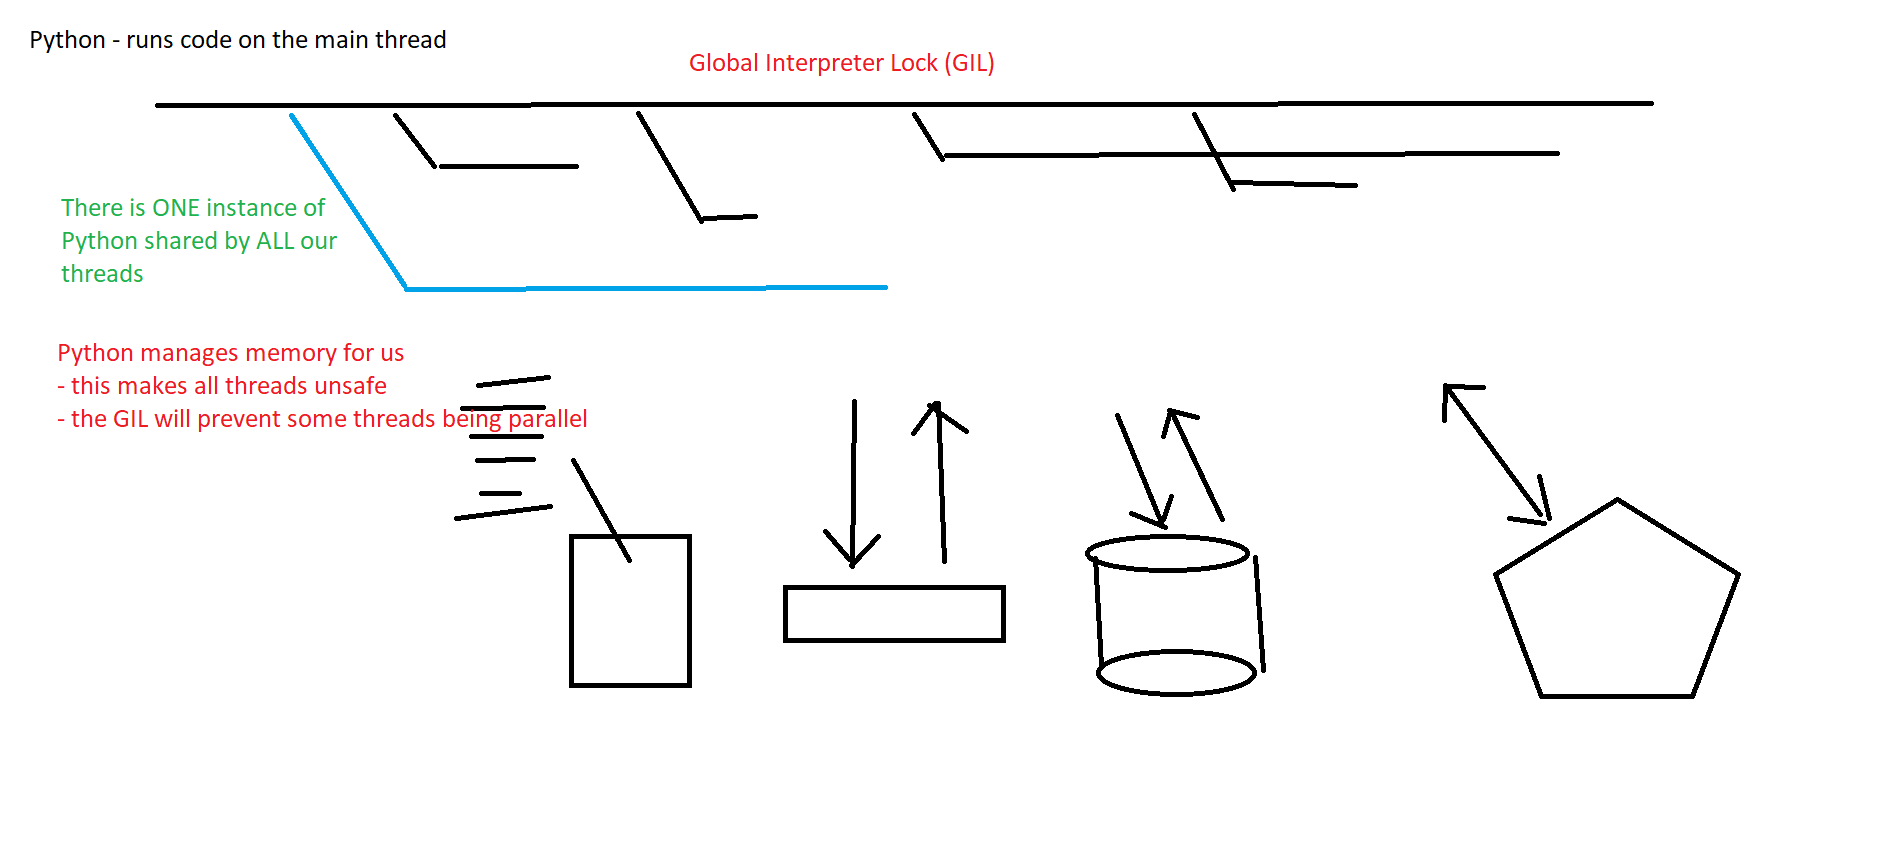 Python - runs code on the main thread
Global Interpreter Lock (GIL)
There is ONE instance of
Python shared by ALL our
threads
Python manages memory for us
- this makes all threads unsafe
- the GIL will prevent some threads being parallel